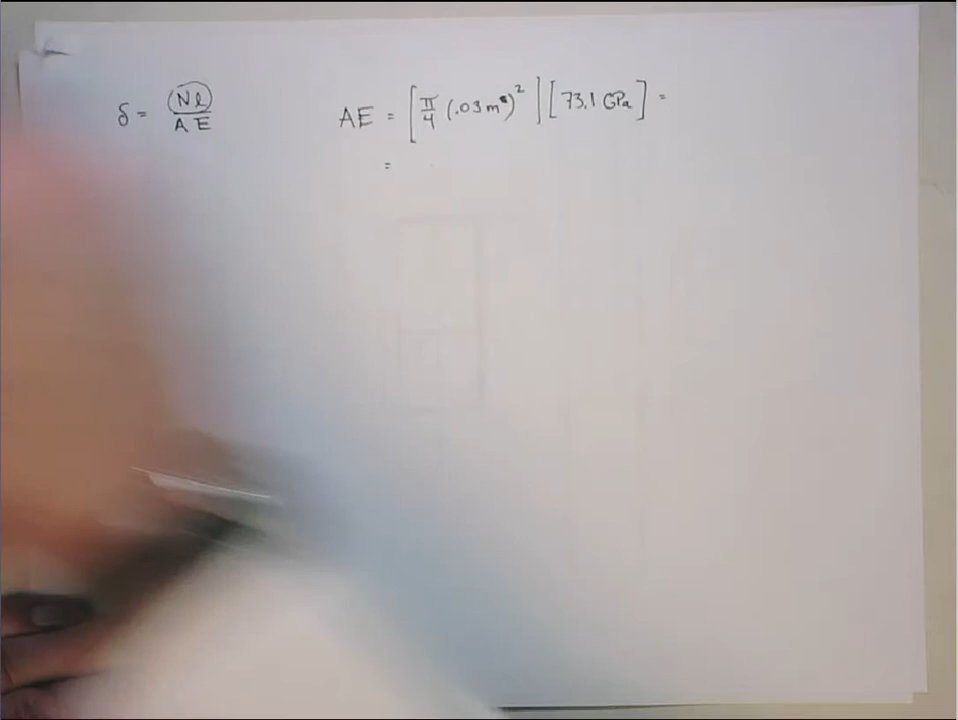 δ = Nl / AE
AE = [π/4 (.03 m)²] [73.1 GPa] =
=